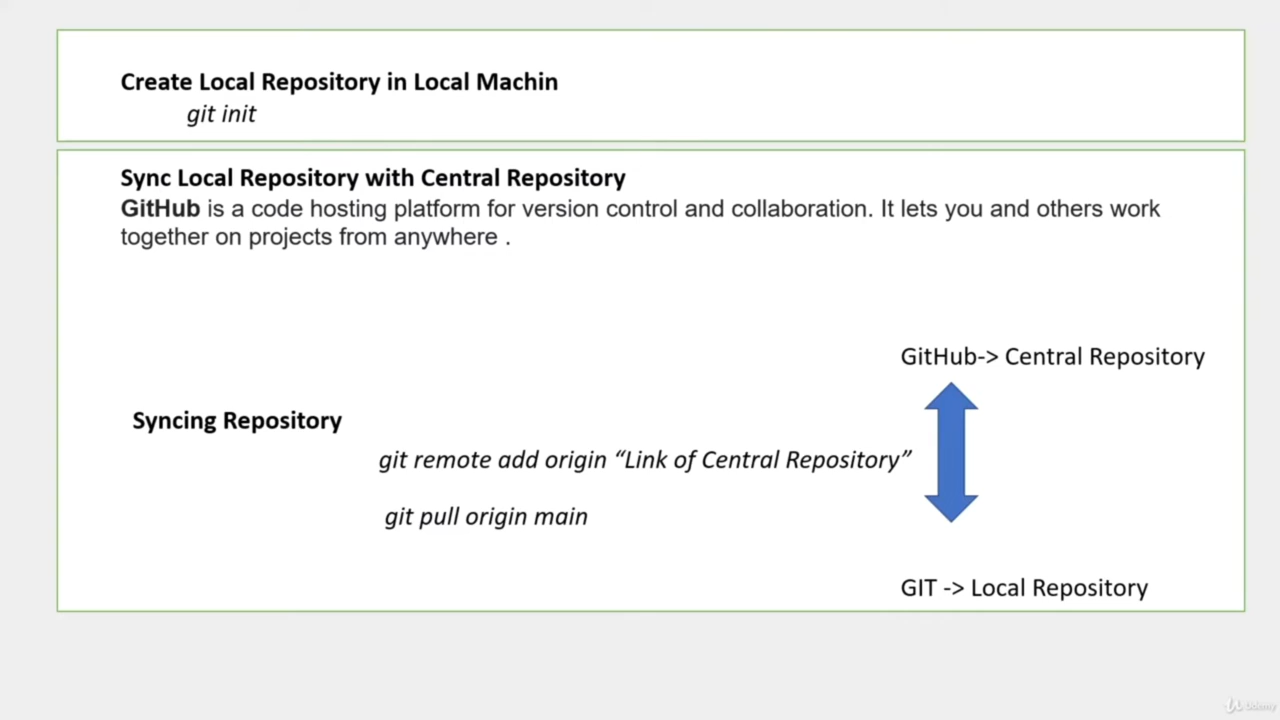 Create Local Repository in Local Machin
git init
Sync Local Repository with Central Repository
GitHub is a code hosting platform for version control and collaboration. It lets you and others work
together on projects from anywhere .
GitHub-> Central Repository
Syncing Repository
git remote add origin “Link of Central Repository”
git pull origin main
GIT -> Local Repository
Udemy